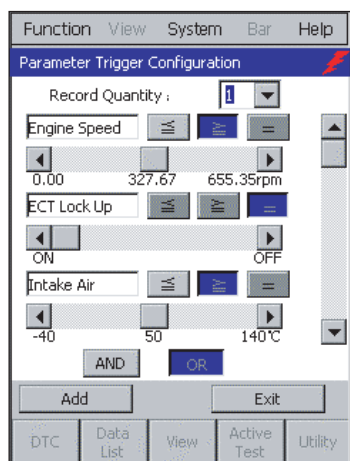 Function View System Bar Help
Parameter Trigger Configuration
Record Quantity : 1
Engine Speed ≦ ≧ =
0.00 327.67 655.35rpm
ECT Lock Up ≦ ≧ =
ON OFF
Intake Air ≦ ≧ =
-40 50 140℃
AND OR
Add Exit
DTC Data List View Active Test Utility